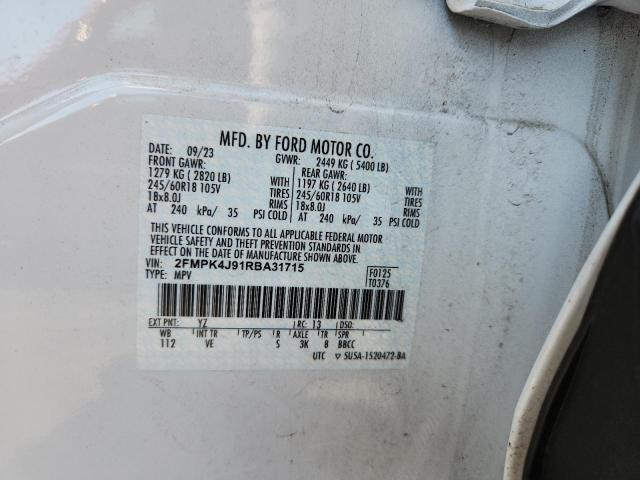 MFD. BY FORD MOTOR CO.
DATE: 09/23 GVWR: 2449 KG ( 5400 LB)
FRONT GAWR: REAR GAWR:
1279 KG ( 2820 LB) WITH 1197 KG ( 2640 LB) WITH
245/60R18 105V TIRES 245/60R18 105V TIRES
18x8.0J RIMS 18x8.0J RIMS
AT 240 kPa/ 35 PSI COLD AT 240 kPa/ 35 PSI COLD
THIS VEHICLE CONFORMS TO ALL APPLICABLE FEDERAL MOTOR
VEHICLE SAFETY AND THEFT PREVENTION STANDARDS IN
EFFECT ON THE DATE OF MANUFACTURE SHOWN ABOVE.
VIN: 2FMPK4J91RBA31715 F0125
TYPE: MPV T0376
EXT PNT: YZ RC: 13 DSO:
WB INT TR TP/PS R AXLE TR SPR
112 VE S 3K 8 BBCC
UTC ▽ 5U5A-1520472-BA